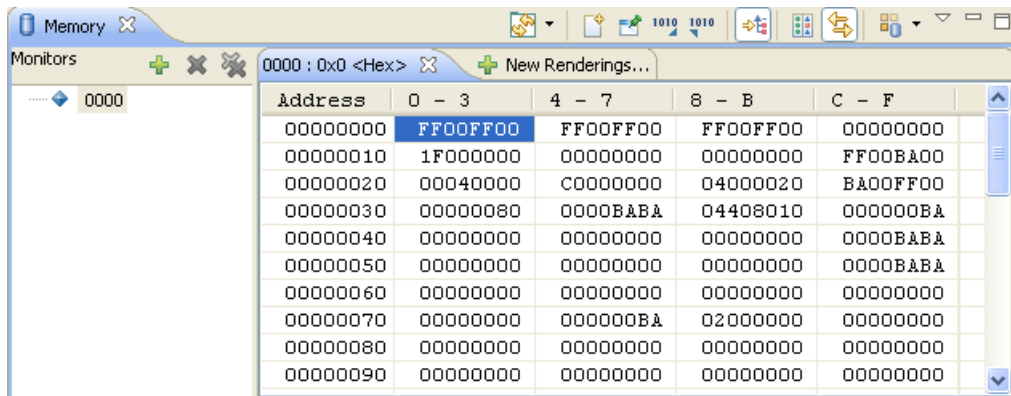 Memory
1010 1010
Monitors
0000 : 0x0 <Hex> New Renderings...
0000
Address 0 - 3 4 - 7 8 - B C - F
00000000 FF00FF00 FF00FF00 FF00FF00 00000000
00000010 1F000000 00000000 00000000 FF00BA00
00000020 00040000 C0000000 04000020 BA00FF00
00000030 00000080 0000BABA 04408010 000000BA
00000040 00000000 00000000 00000000 0000BABA
00000050 00000000 00000000 00000000 0000BABA
00000060 00000000 00000000 00000000 00000000
00000070 00000000 000000BA 02000000 00000000
00000080 00000000 00000000 00000000 00000000
00000090 00000000 00000000 00000000 00000000